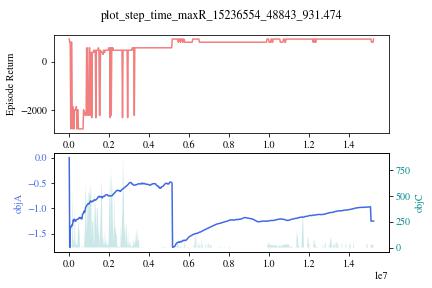 plot_step_time_maxR_15236554_48843_931.474
Episode Return
0
−2000
0.0 0.2 0.4 0.6 0.8 1.0 1.2 1.4
objA
0.0
−0.5
−1.0
−1.5
750
500
250
0
objC
0.0 0.2 0.4 0.6 0.8 1.0 1.2 1.4
1e7